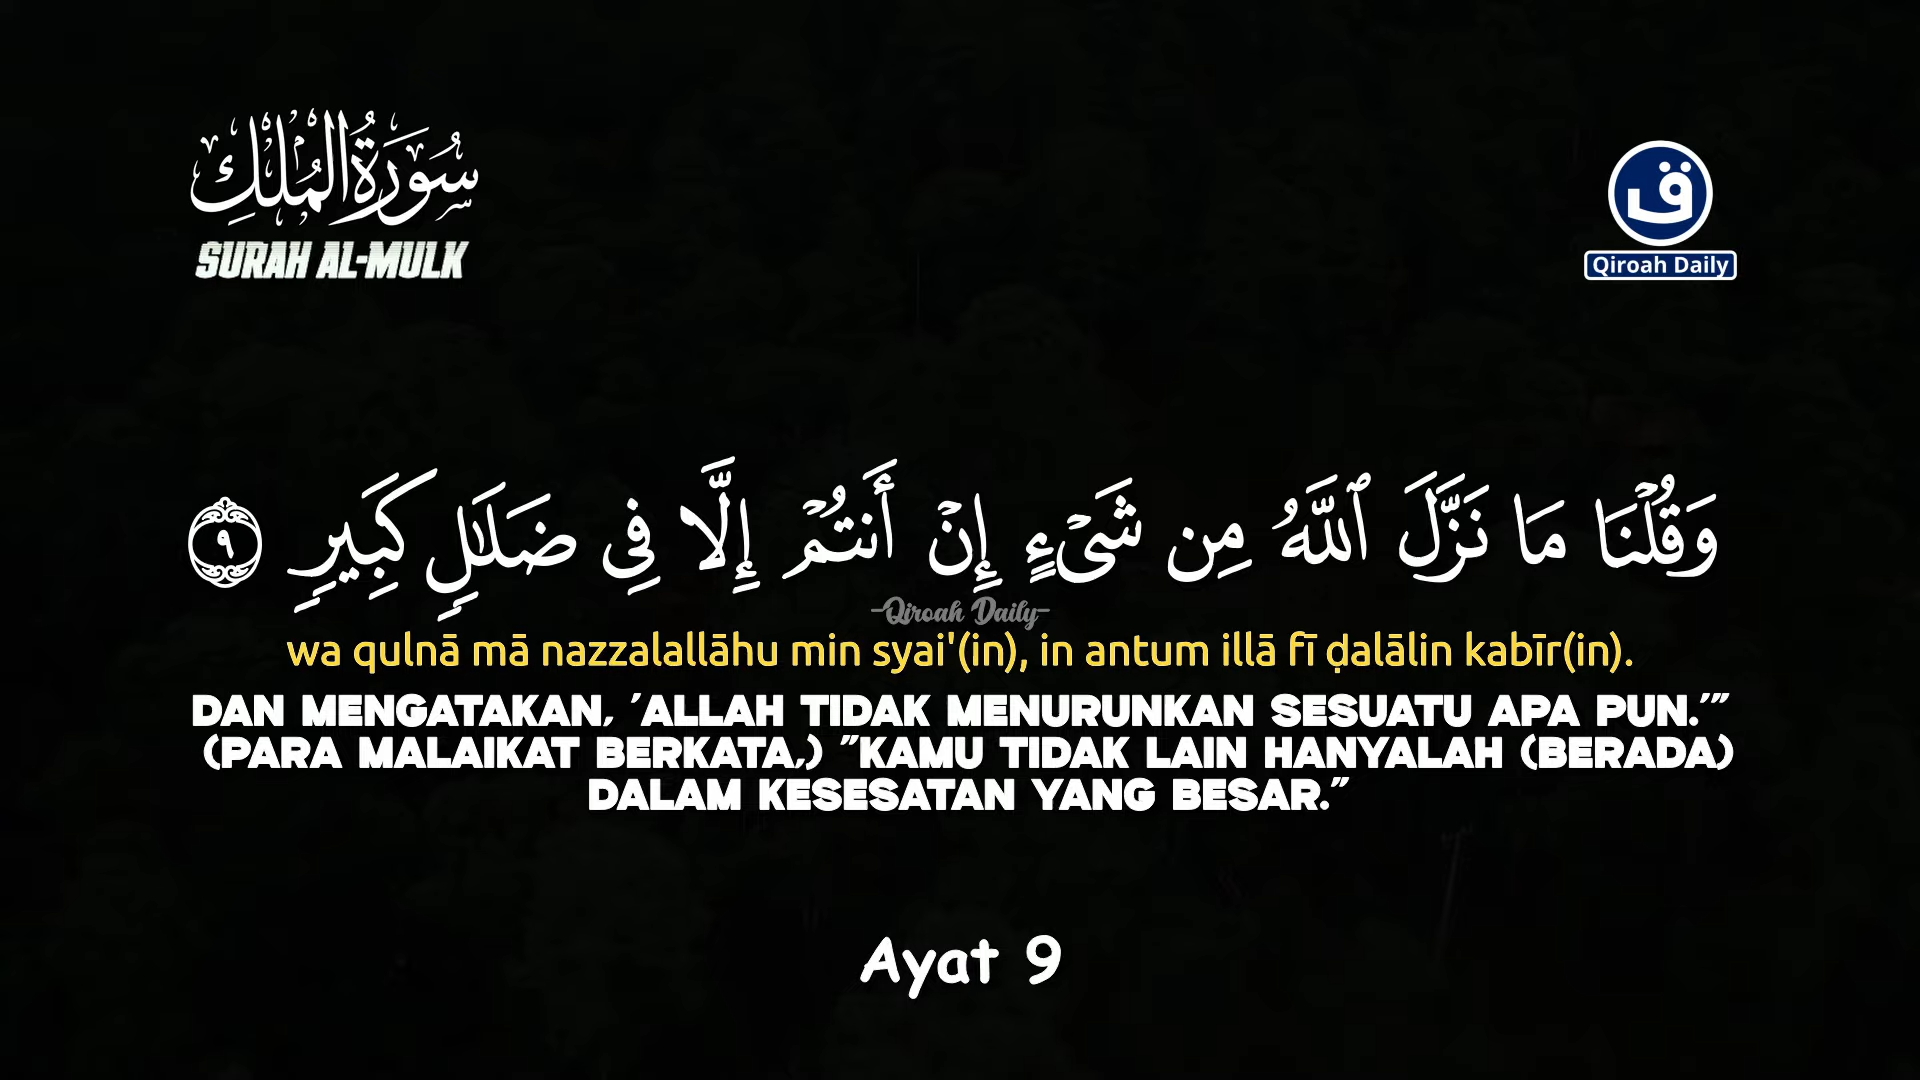 سُورَةُ الْمُلْكِ
SURAH AL-MULK
ق
Qiroah Daily
وَقُلْنَا مَا نَزَّلَ ٱللَّهُ مِن شَىْءٍ إِنْ أَنتُمْ إِلَّا فِى ضَلَـٰلٍ كَبِيرٍ ٩
-Qiroah Daily-
wa qulnā mā nazzalallāhu min syai'(in), in antum illā fī ḍalālin kabīr(in).
DAN MENGATAKAN, 'ALLAH TIDAK MENURUNKAN SESUATU APA PUN.'"
(PARA MALAIKAT BERKATA,) "KAMU TIDAK LAIN HANYALAH (BERADA)
DALAM KESESATAN YANG BESAR."
Ayat 9